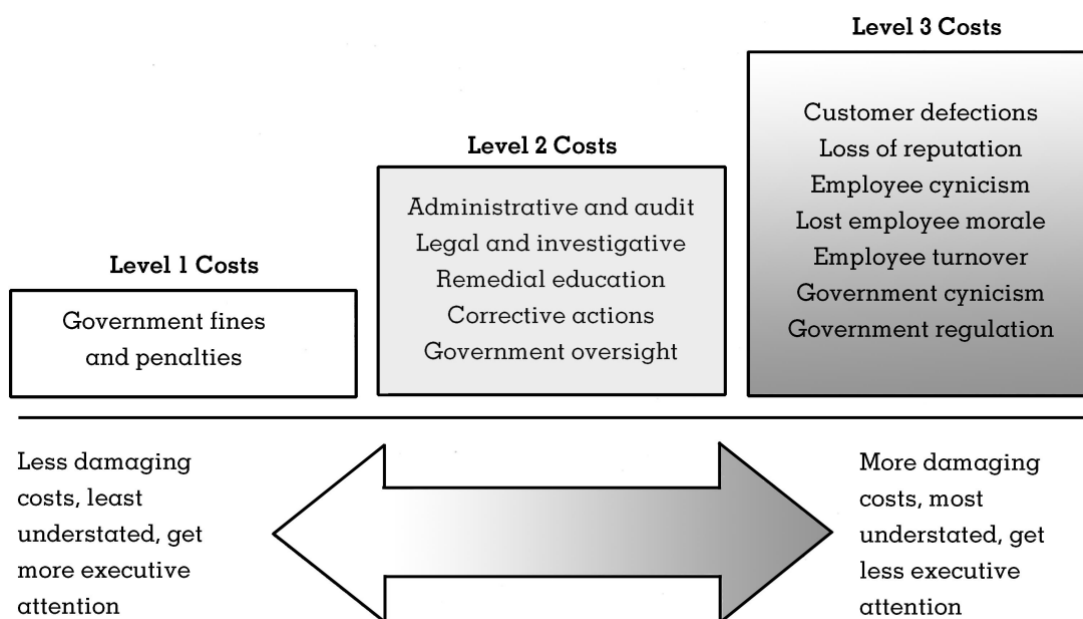 Level 3 Costs
Customer defections
Loss of reputation
Employee cynicism
Lost employee morale
Employee turnover
Government cynicism
Government regulation
Level 2 Costs
Administrative and audit
Legal and investigative
Remedial education
Corrective actions
Government oversight
Level 1 Costs
Government fines
and penalties
Less damaging
costs, least
understated, get
more executive
attention
More damaging
costs, most
understated, get
less executive
attention